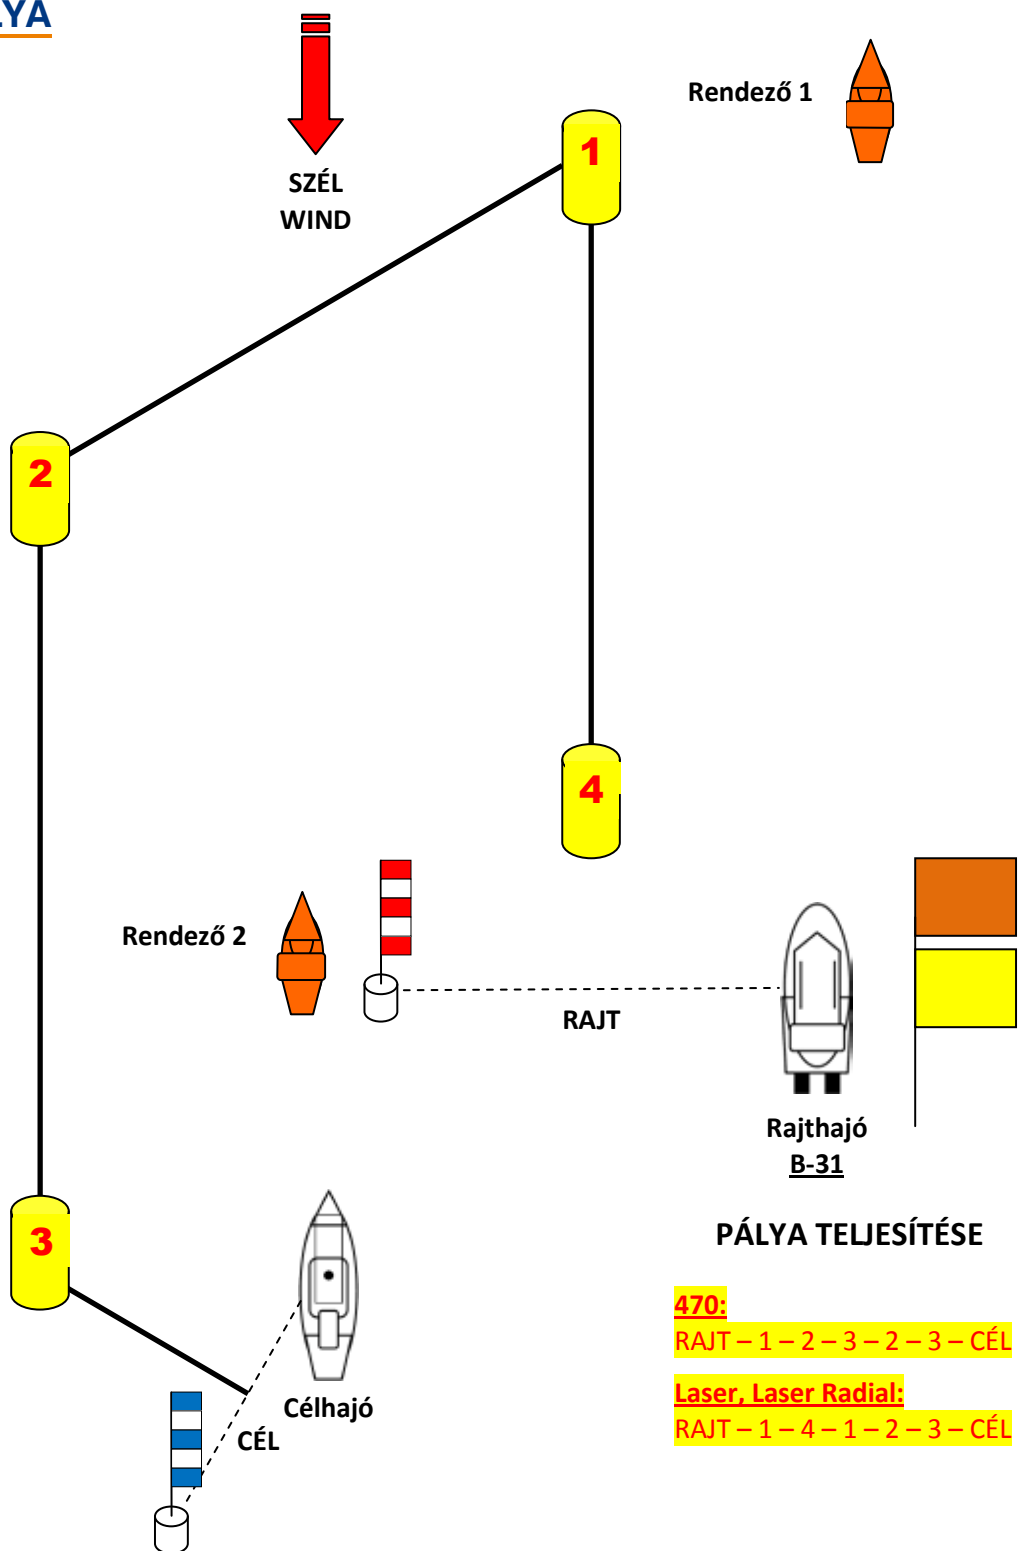 LYA
Rendező 1
SZÉL
WIND
1
2
4
Rendező 2
RAJT
Rajthajó
B-31
3
PÁLYA TELJESÍTÉSE
470:
RAJT – 1 – 2 – 3 – 2 – 3 – CÉL
Laser, Laser Radial:
RAJT – 1 – 4 – 1 – 2 – 3 – CÉL
Célhajó
CÉL